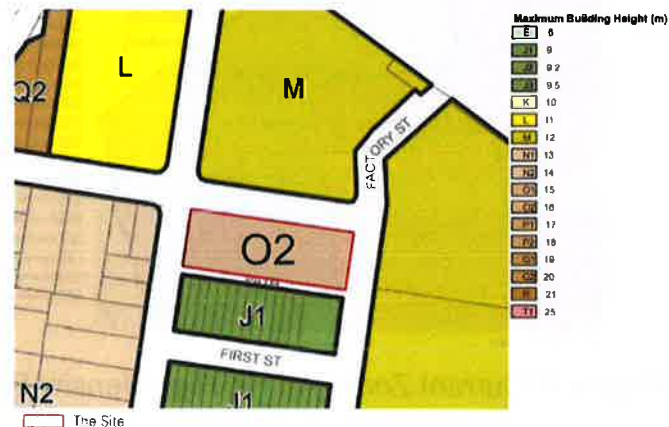 Maximum Building Height (m)
E 6
J1 9
J2 9.2
J3 9.5
K 10
L 11
M 12
N1 13
N2 14
O1 15
O2 16
P1 17
P2 18
Q1 19
Q2 20
R 21
T1 25
Q2
L
M
FACTORY ST
O2
J1
FIRST ST
J1
N2
The Site